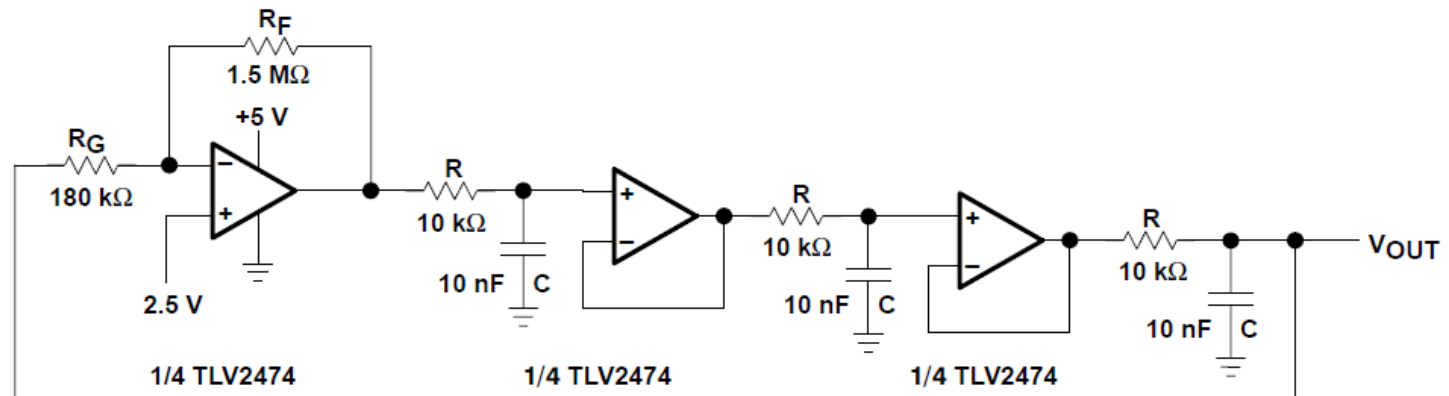 RF
1.5 MΩ
+5 V
RG
180 kΩ
−
+
2.5 V
R
10 kΩ
10 nF
C
+
−
R
10 kΩ
10 nF
C
+
−
R
10 kΩ
10 nF
C
VOUT
1/4 TLV2474
1/4 TLV2474
1/4 TLV2474